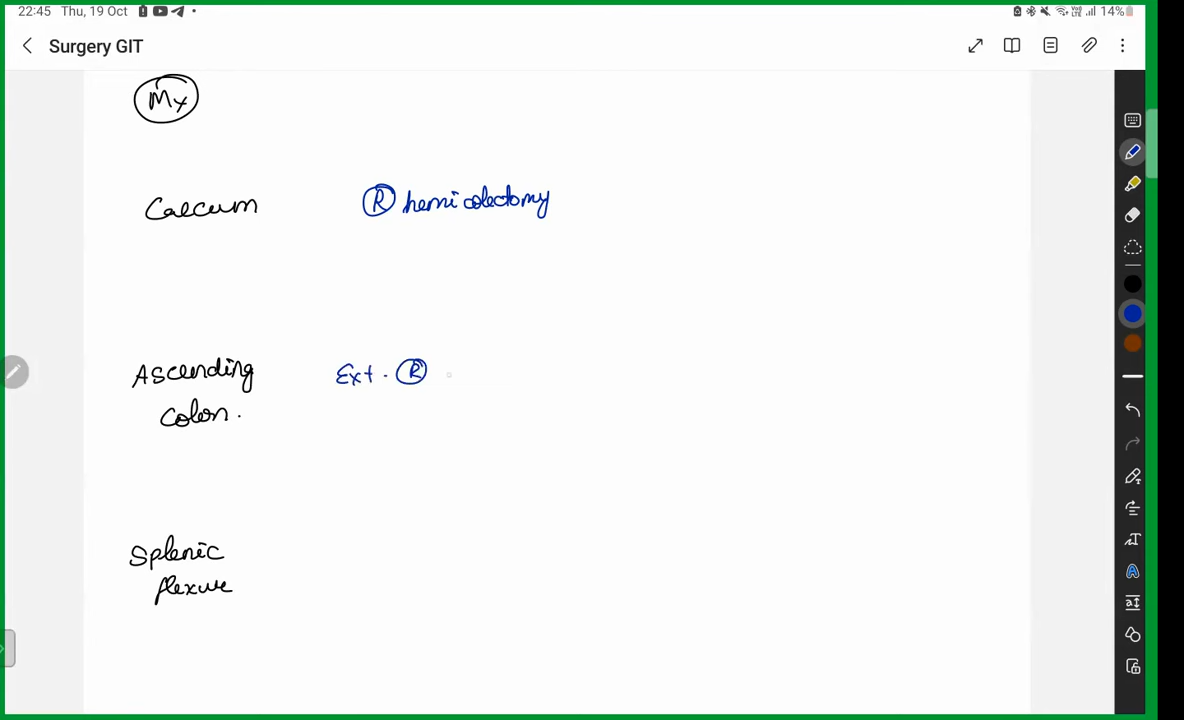 22:45 Thu, 19 Oct
14%
Surgery GIT
Mx
Caecum
R hemicolectomy
Ascending
colon.
Ext. R
Splenic
flexure